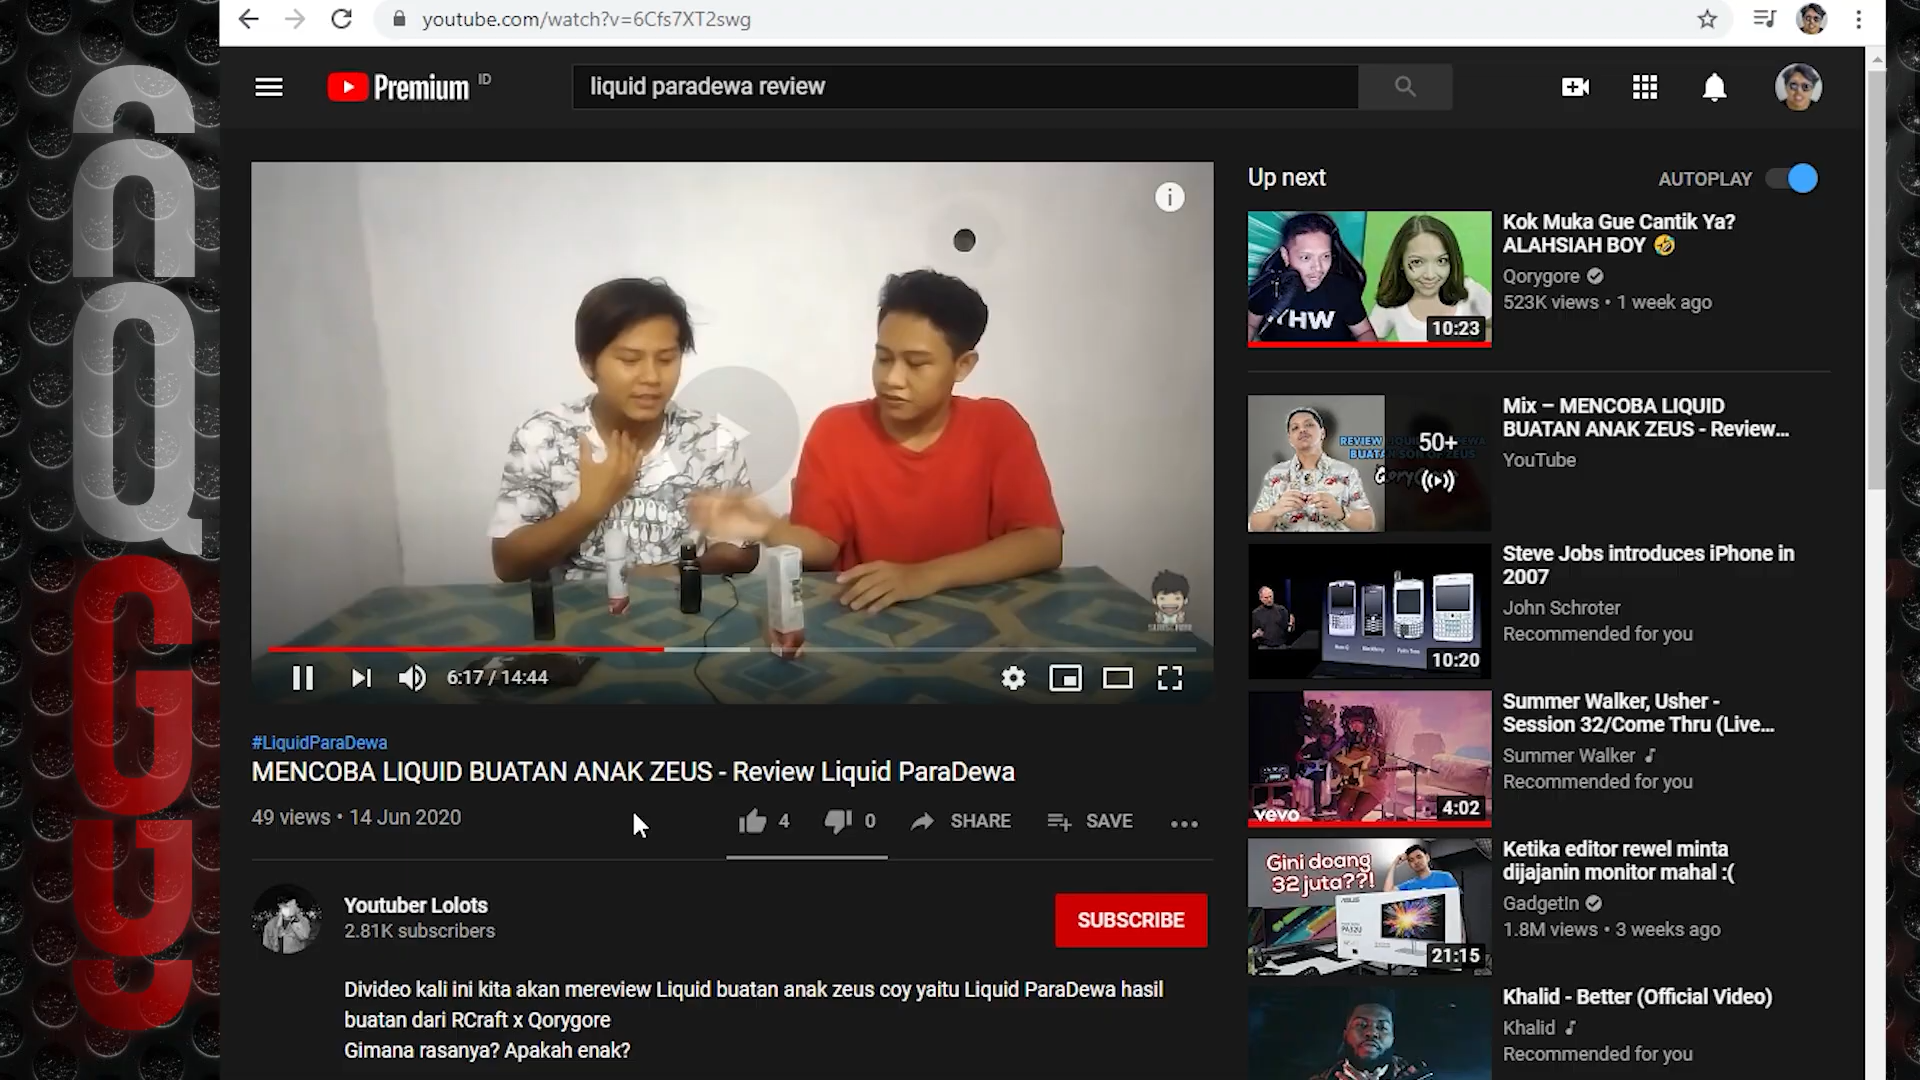 youtube.com/watch?v=6Cfs7XT2swg
Premium ID
liquid paradewa review
6:17 / 14:44
#LiquidParaDewa
MENCOBA LIQUID BUATAN ANAK ZEUS - Review Liquid ParaDewa
49 views • 14 Jun 2020
4
0
SHARE
SAVE
Youtuber Lolots
2.81K subscribers
SUBSCRIBE
Divideo kali ini kita akan mereview Liquid buatan anak zeus coy yaitu Liquid ParaDewa hasil
buatan dari RCraft x Qorygore
Gimana rasanya? Apakah enak?
Up next
AUTOPLAY
10:23
Kok Muka Gue Cantik Ya?
ALAHSIAH BOY 🤣
Qorygore
523K views • 1 week ago
50+
Mix – MENCOBA LIQUID
BUATAN ANAK ZEUS - Review...
YouTube
10:20
Steve Jobs introduces iPhone in
2007
John Schroter
Recommended for you
vevo
4:02
Summer Walker, Usher -
Session 32/Come Thru (Live...
Summer Walker
Recommended for you
Gini doang
32 juta??!
21:15
Ketika editor rewel minta
dijajanin monitor mahal :(
GadgetIn
1.8M views • 3 weeks ago
Khalid - Better (Official Video)
Khalid
Recommended for you